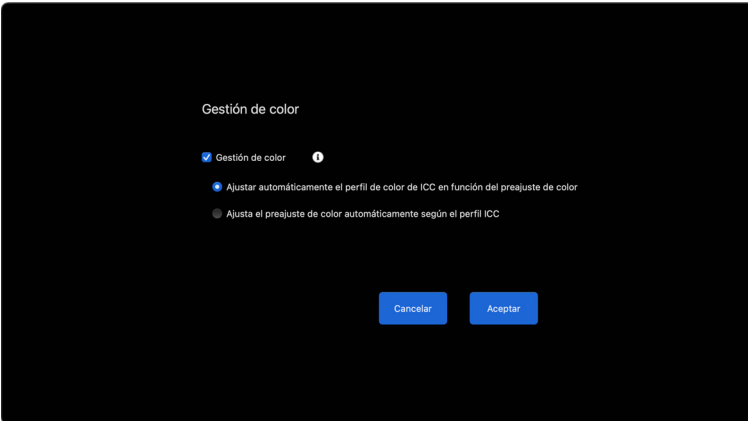 Gestión de color
Gestión de color
Ajustar automáticamente el perfil de color de ICC en función del preajuste de color
Ajusta el preajuste de color automáticamente según el perfil ICC
Cancelar
Aceptar